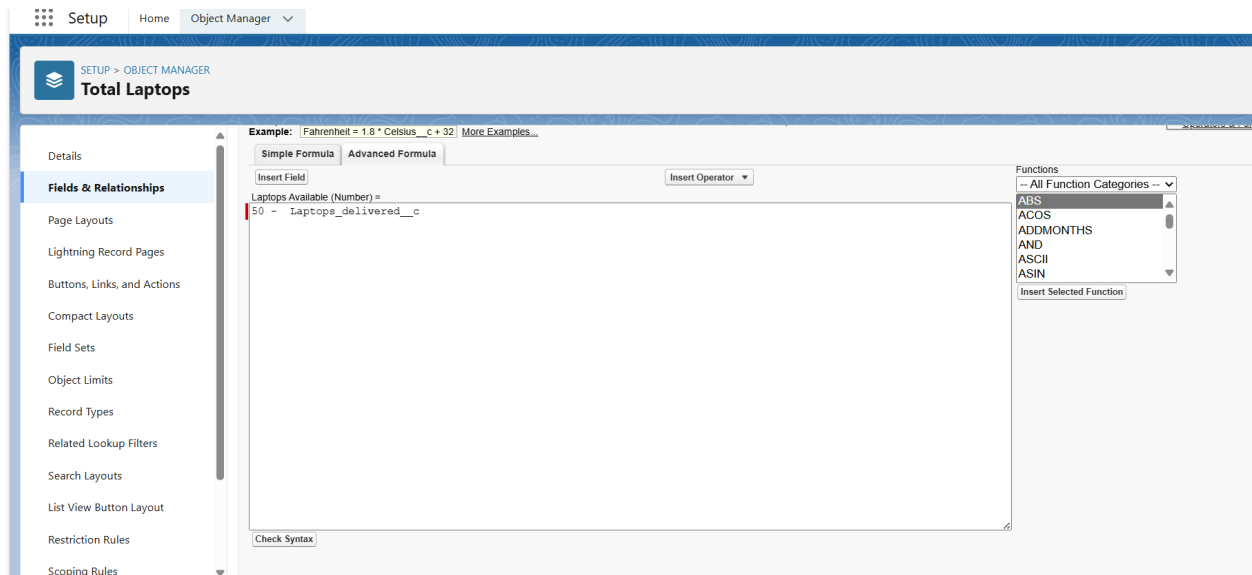 Setup Home Object Manager
SETUP > OBJECT MANAGER
Total Laptops
Details
Fields & Relationships
Page Layouts
Lightning Record Pages
Buttons, Links, and Actions
Compact Layouts
Field Sets
Object Limits
Record Types
Related Lookup Filters
Search Layouts
List View Button Layout
Restriction Rules
Scoping Rules
Example: Fahrenheit = 1.8 * Celsius__c + 32 More Examples...
Simple Formula Advanced Formula
Insert Field Insert Operator
Laptops Available (Number) =
50 - Laptops_delivered__c
Check Syntax
Functions
-- All Function Categories --
ABS
ACOS
ADDMONTHS
AND
ASCII
ASIN
Insert Selected Function